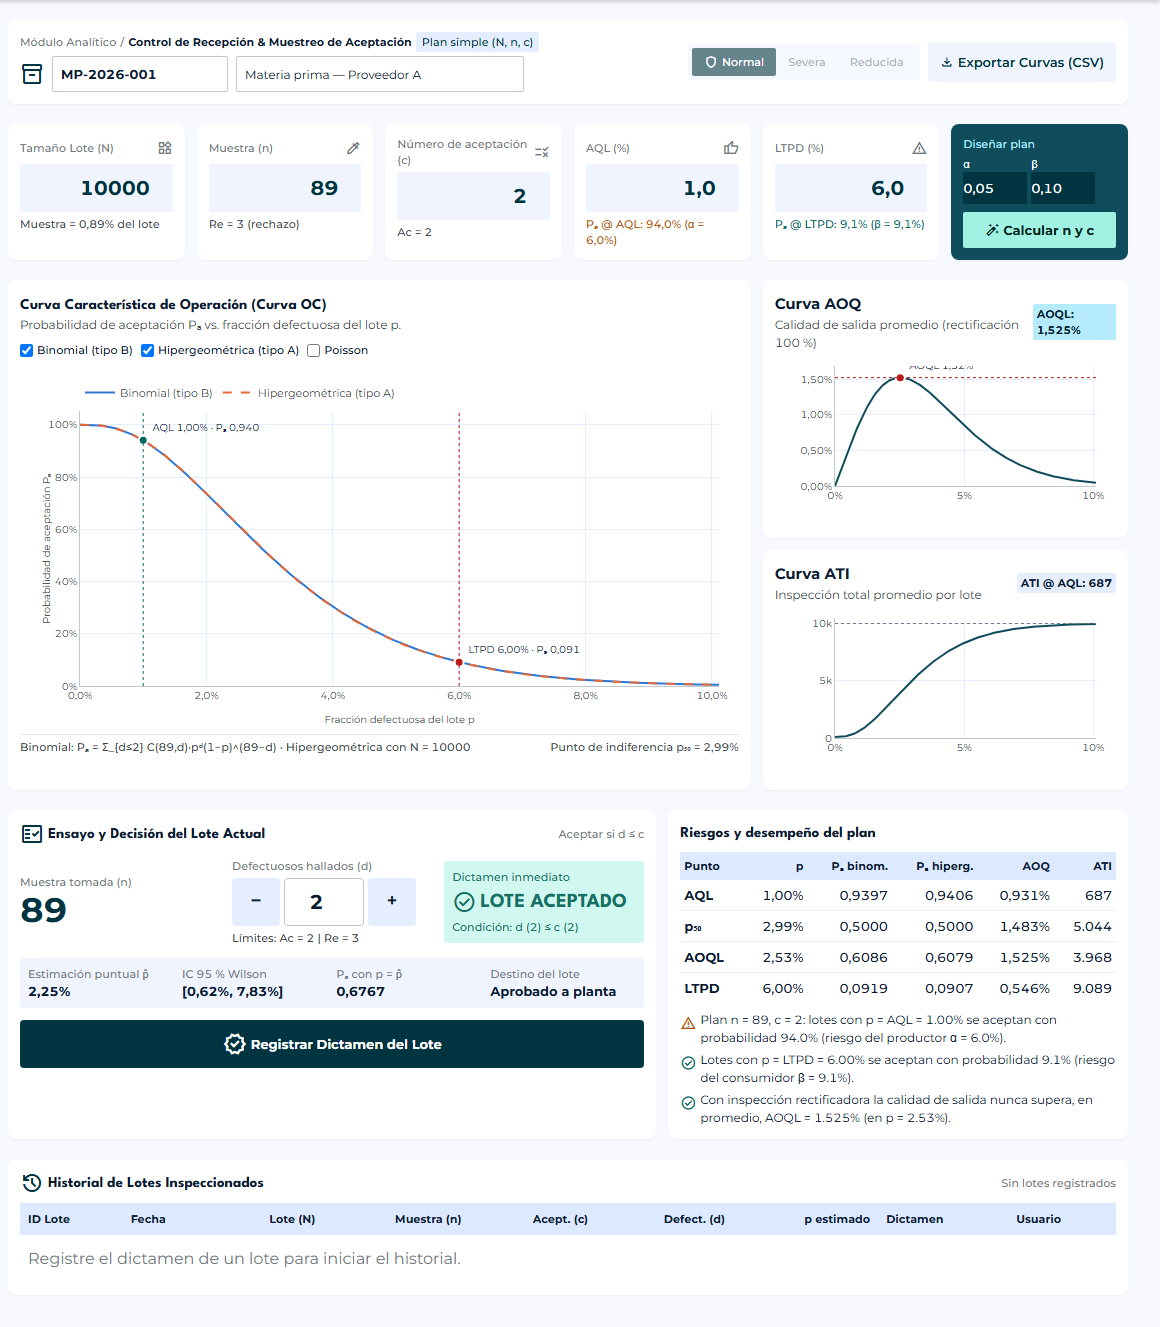 Módulo Analítico / Control de Recepción & Muestreo de Aceptación Plan simple (N, n, c)
MP-2026-001
Materia prima — Proveedor A
Normal
Severa
Reducida
Exportar Curvas (CSV)
Tamaño Lote (N)
10000
Muestra = 0,89% del lote
Muestra (n)
89
Re = 3 (rechazo)
Número de aceptación
(c)
2
Ac = 2
AQL (%)
1,0
Pₐ @ AQL: 94,0% (α =
6,0%)
LTPD (%)
6,0
Pₐ @ LTPD: 9,1% (β = 9,1%)
Diseñar plan
α β
0,05 0,10
Calcular n y c
Curva Característica de Operación (Curva OC)
Probabilidad de aceptación Pₐ vs. fracción defectuosa del lote p.
Binomial (tipo B) Hipergeométrica (tipo A) Poisson
Binomial (tipo B) Hipergeométrica (tipo A)
Probabilidad de aceptación Pₐ
100%
80%
60%
40%
20%
0%
AQL 1,00% · Pₐ 0,940
LTPD 6,00% · Pₐ 0,091
0,0% 2,0% 4,0% 6,0% 8,0% 10,0%
Fracción defectuosa del lote p
Binomial: Pₐ = Σ_{d≤2} C(89,d)·pᵈ(1−p)^(89−d) · Hipergeométrica con N = 10000
Punto de indiferencia p₅₀ = 2,99%
Curva AOQ
Calidad de salida promedio (rectificación
100 %)
AOQL:
1,525%
AOQL 1,52%
1,50%
1,00%
0,50%
0,00%
0% 5% 10%
Curva ATI
Inspección total promedio por lote
ATI @ AQL: 687
10k
5k
0
0% 5% 10%
Ensayo y Decisión del Lote Actual
Aceptar si d ≤ c
Muestra tomada (n)
89
Defectuosos hallados (d)
− 2 +
Límites: Ac = 2 | Re = 3
Dictamen inmediato
LOTE ACEPTADO
Condición: d (2) ≤ c (2)
Estimación puntual p̂
2,25%
IC 95 % Wilson
[0,62%, 7,83%]
Pₐ con p = p̂
0,6767
Destino del lote
Aprobado a planta
Registrar Dictamen del Lote
Riesgos y desempeño del plan
Punto p Pₐ binom. Pₐ hiperg. AOQ ATI
AQL 1,00% 0,9397 0,9406 0,931% 687
p₅₀ 2,99% 0,5000 0,5000 1,483% 5.044
AOQL 2,53% 0,6086 0,6079 1,525% 3.968
LTPD 6,00% 0,0919 0,0907 0,546% 9.089
Plan n = 89, c = 2: lotes con p = AQL = 1.00% se aceptan con
probabilidad 94.0% (riesgo del productor α = 6.0%).
Lotes con p = LTPD = 6.00% se aceptan con probabilidad 9.1% (riesgo
del consumidor β = 9.1%).
Con inspección rectificadora la calidad de salida nunca supera, en
promedio, AOQL = 1.525% (en p = 2.53%).
Historial de Lotes Inspeccionados
Sin lotes registrados
ID Lote Fecha Lote (N) Muestra (n) Acept. (c) Defect. (d) p estimado Dictamen Usuario
Registre el dictamen de un lote para iniciar el historial.